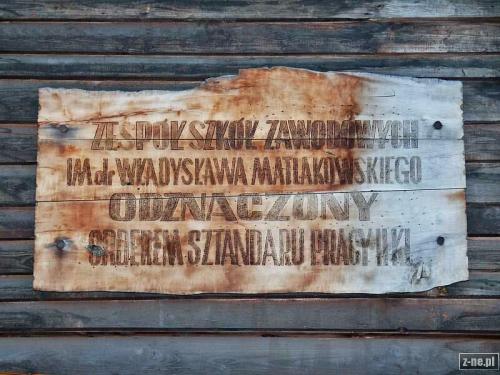 ZESPÓŁ SZKÓŁ ZAWODOWYCH
IM. dr WŁADYSŁAWA MATLAKOWSKIEGO
ODZNACZONY
ORDEREM SZTANDARU PRACY II KL
z-ne.pl